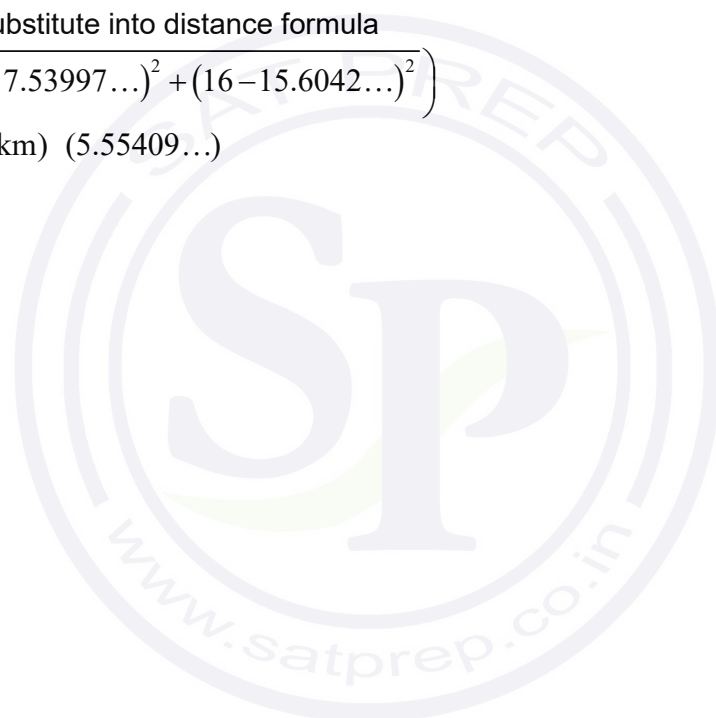 ubstitute into distance formula
7.53997…)² + (16−15.6042…)² )
km) (5.55409…)
SAT PREP
SP
www.satprep.co.in